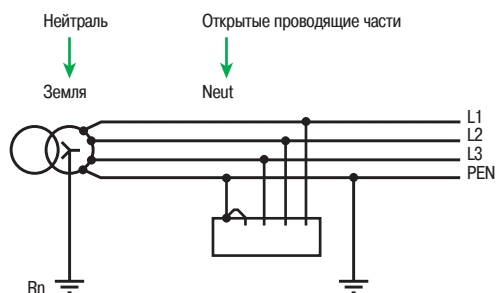 Нейтраль
Открытые проводящие части
Земля
Neut
L1
L2
L3
PEN
Rn